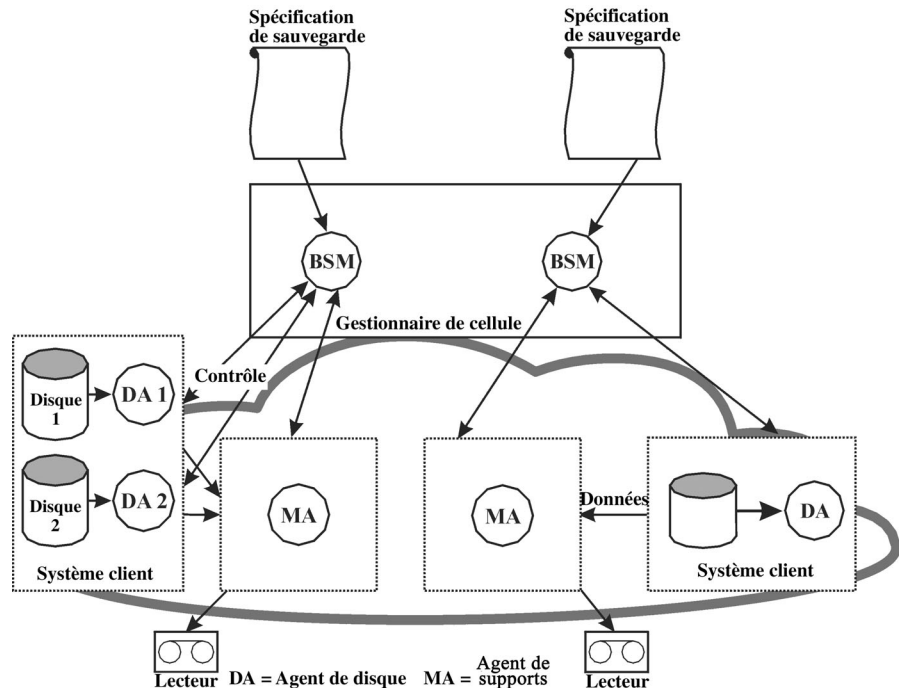 Spécification
de sauvegarde
Spécification
de sauvegarde
BSM
BSM
Gestionnaire de cellule
Contrôle
Disque
1
DA 1
Disque
2
DA 2
Système client
MA
MA
Données
DA
Système client
Lecteur
DA = Agent de disque
MA = Agent de
supports
Lecteur